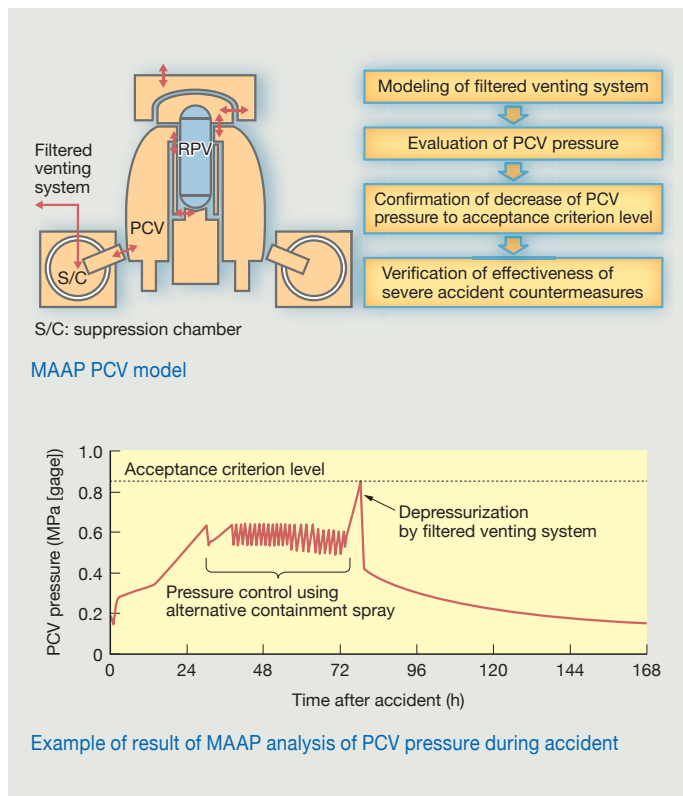 Filtered
venting
system
RPV
PCV
S/C
S/C: suppression chamber
MAAP PCV model
Modeling of filtered venting system
Evaluation of PCV pressure
Confirmation of decrease of PCV
pressure to acceptance criterion level
Verification of effectiveness of
severe accident countermeasures
PCV pressure (MPa [gage])
1.0
0.8
0.6
0.4
0.2
0
Acceptance criterion level
Depressurization
by filtered venting system
Pressure control using
alternative containment spray
0 24 48 72 96 120 144 168
Time after accident (h)
Example of result of MAAP analysis of PCV pressure during accident